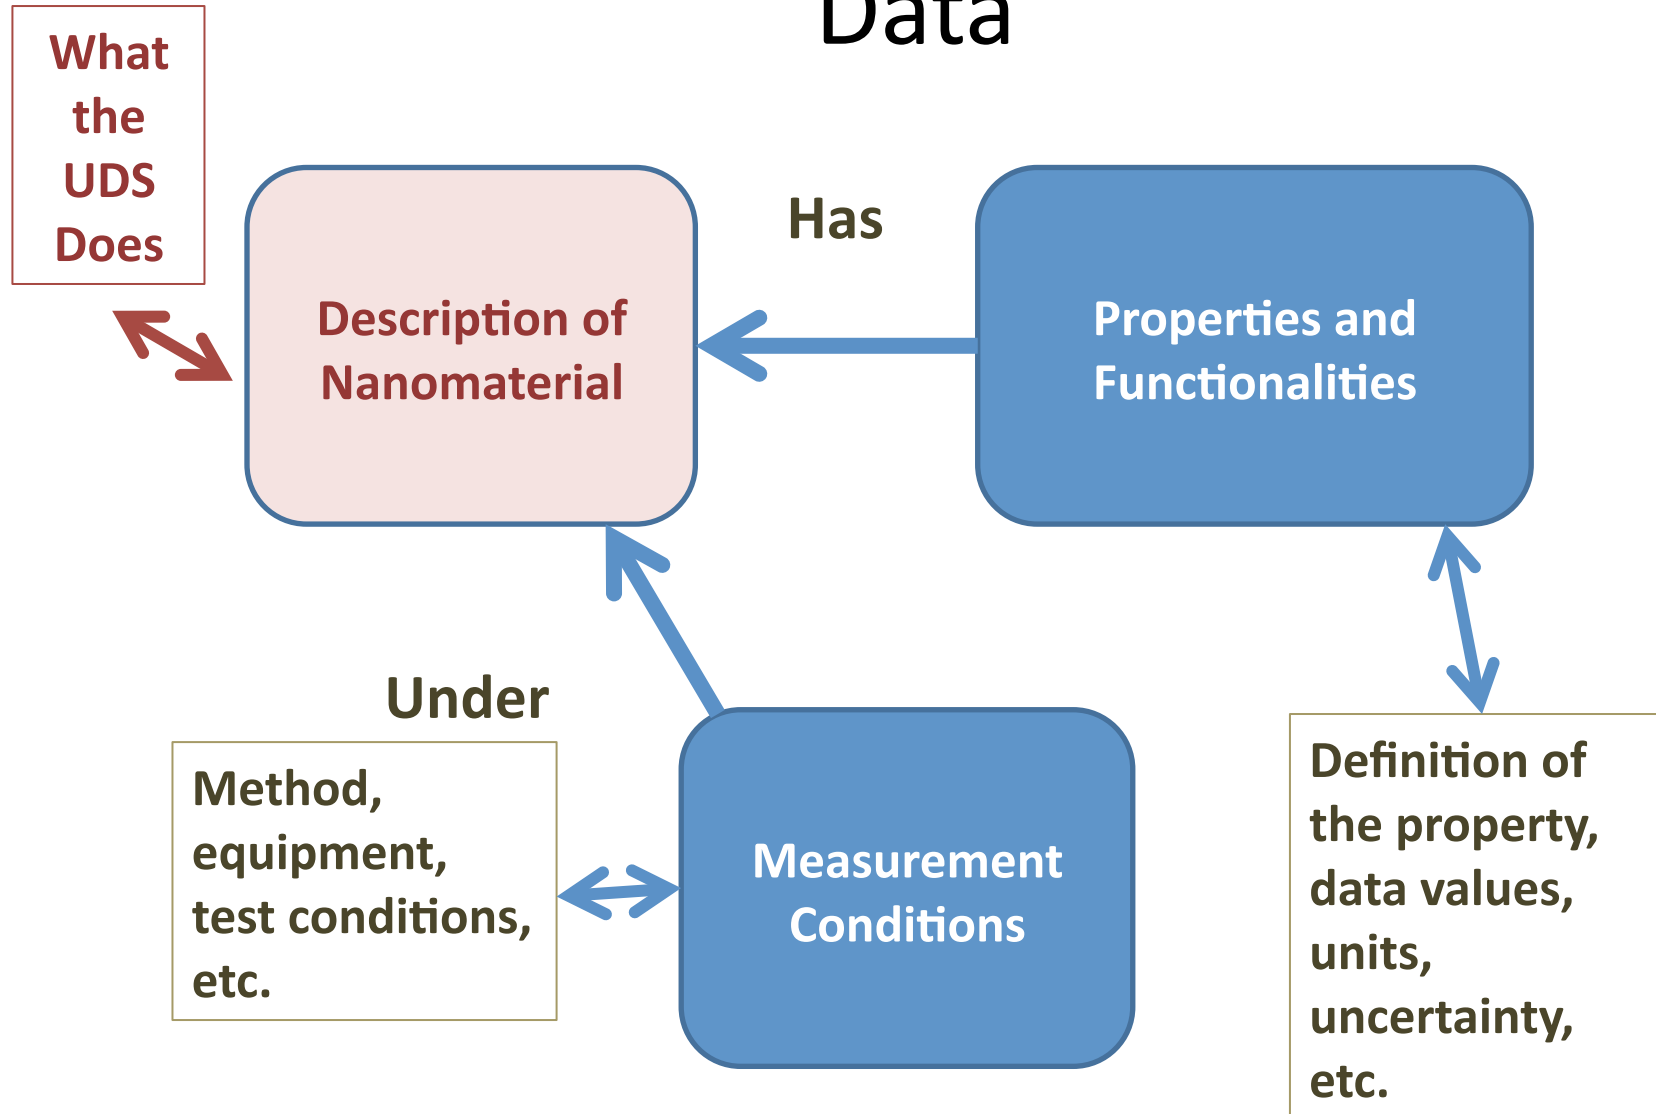 Data
What
the
UDS
Does
Has
Description of
Nanomaterial
Properties and
Functionalities
Under
Method,
equipment,
test conditions,
etc.
Measurement
Conditions
Definition of
the property,
data values,
units,
uncertainty,
etc.